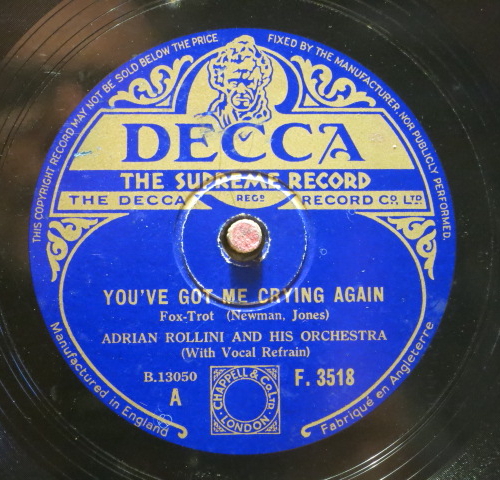 THIS COPYRIGHT RECORD MAY NOT BE SOLD BELOW THE PRICE FIXED BY THE MANUFACTURER, NOR PUBLICLY PERFORMED.
DECCA
THE SUPREME RECORD
THE DECCA REGD RECORD CO. LTD
YOU'VE GOT ME CRYING AGAIN
Fox-Trot (Newman, Jones)
ADRIAN ROLLINI AND HIS ORCHESTRA
(With Vocal Refrain)
B.13050
A
CHAPPELL & CO LTD
LONDON
F. 3518
Manufactured in England
Fabriqué en Angleterre